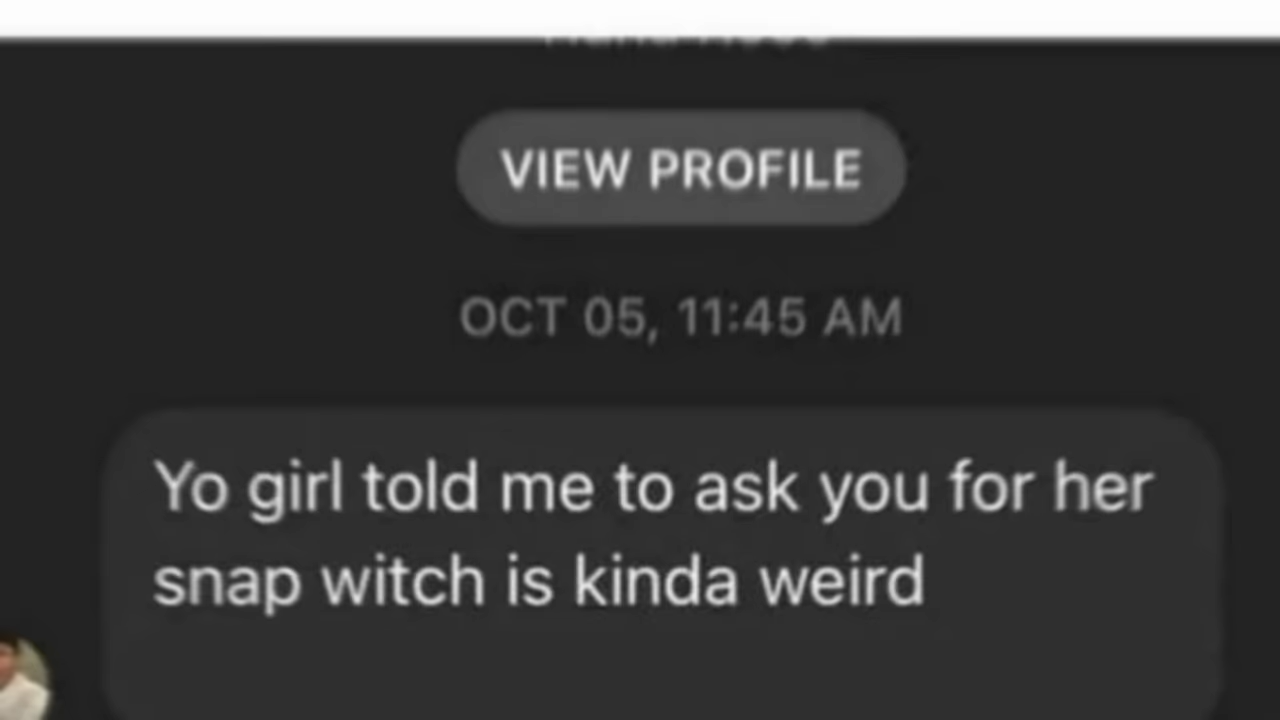 VIEW PROFILE
OCT 05, 11:45 AM
Yo girl told me to ask you for her
snap witch is kinda weird